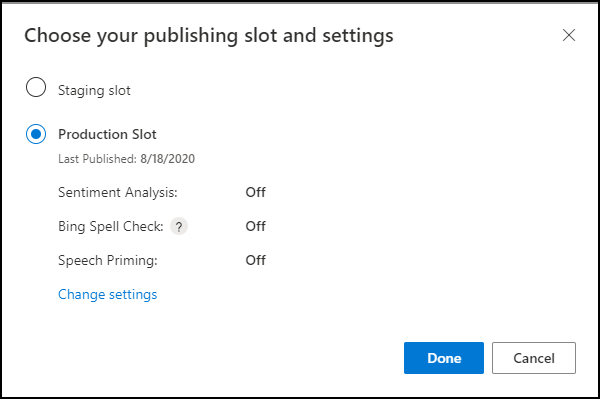 Choose your publishing slot and settings
Staging slot
Production Slot
Last Published: 8/18/2020
Sentiment Analysis: Off
Bing Spell Check: ? Off
Speech Priming: Off
Change settings
Done Cancel